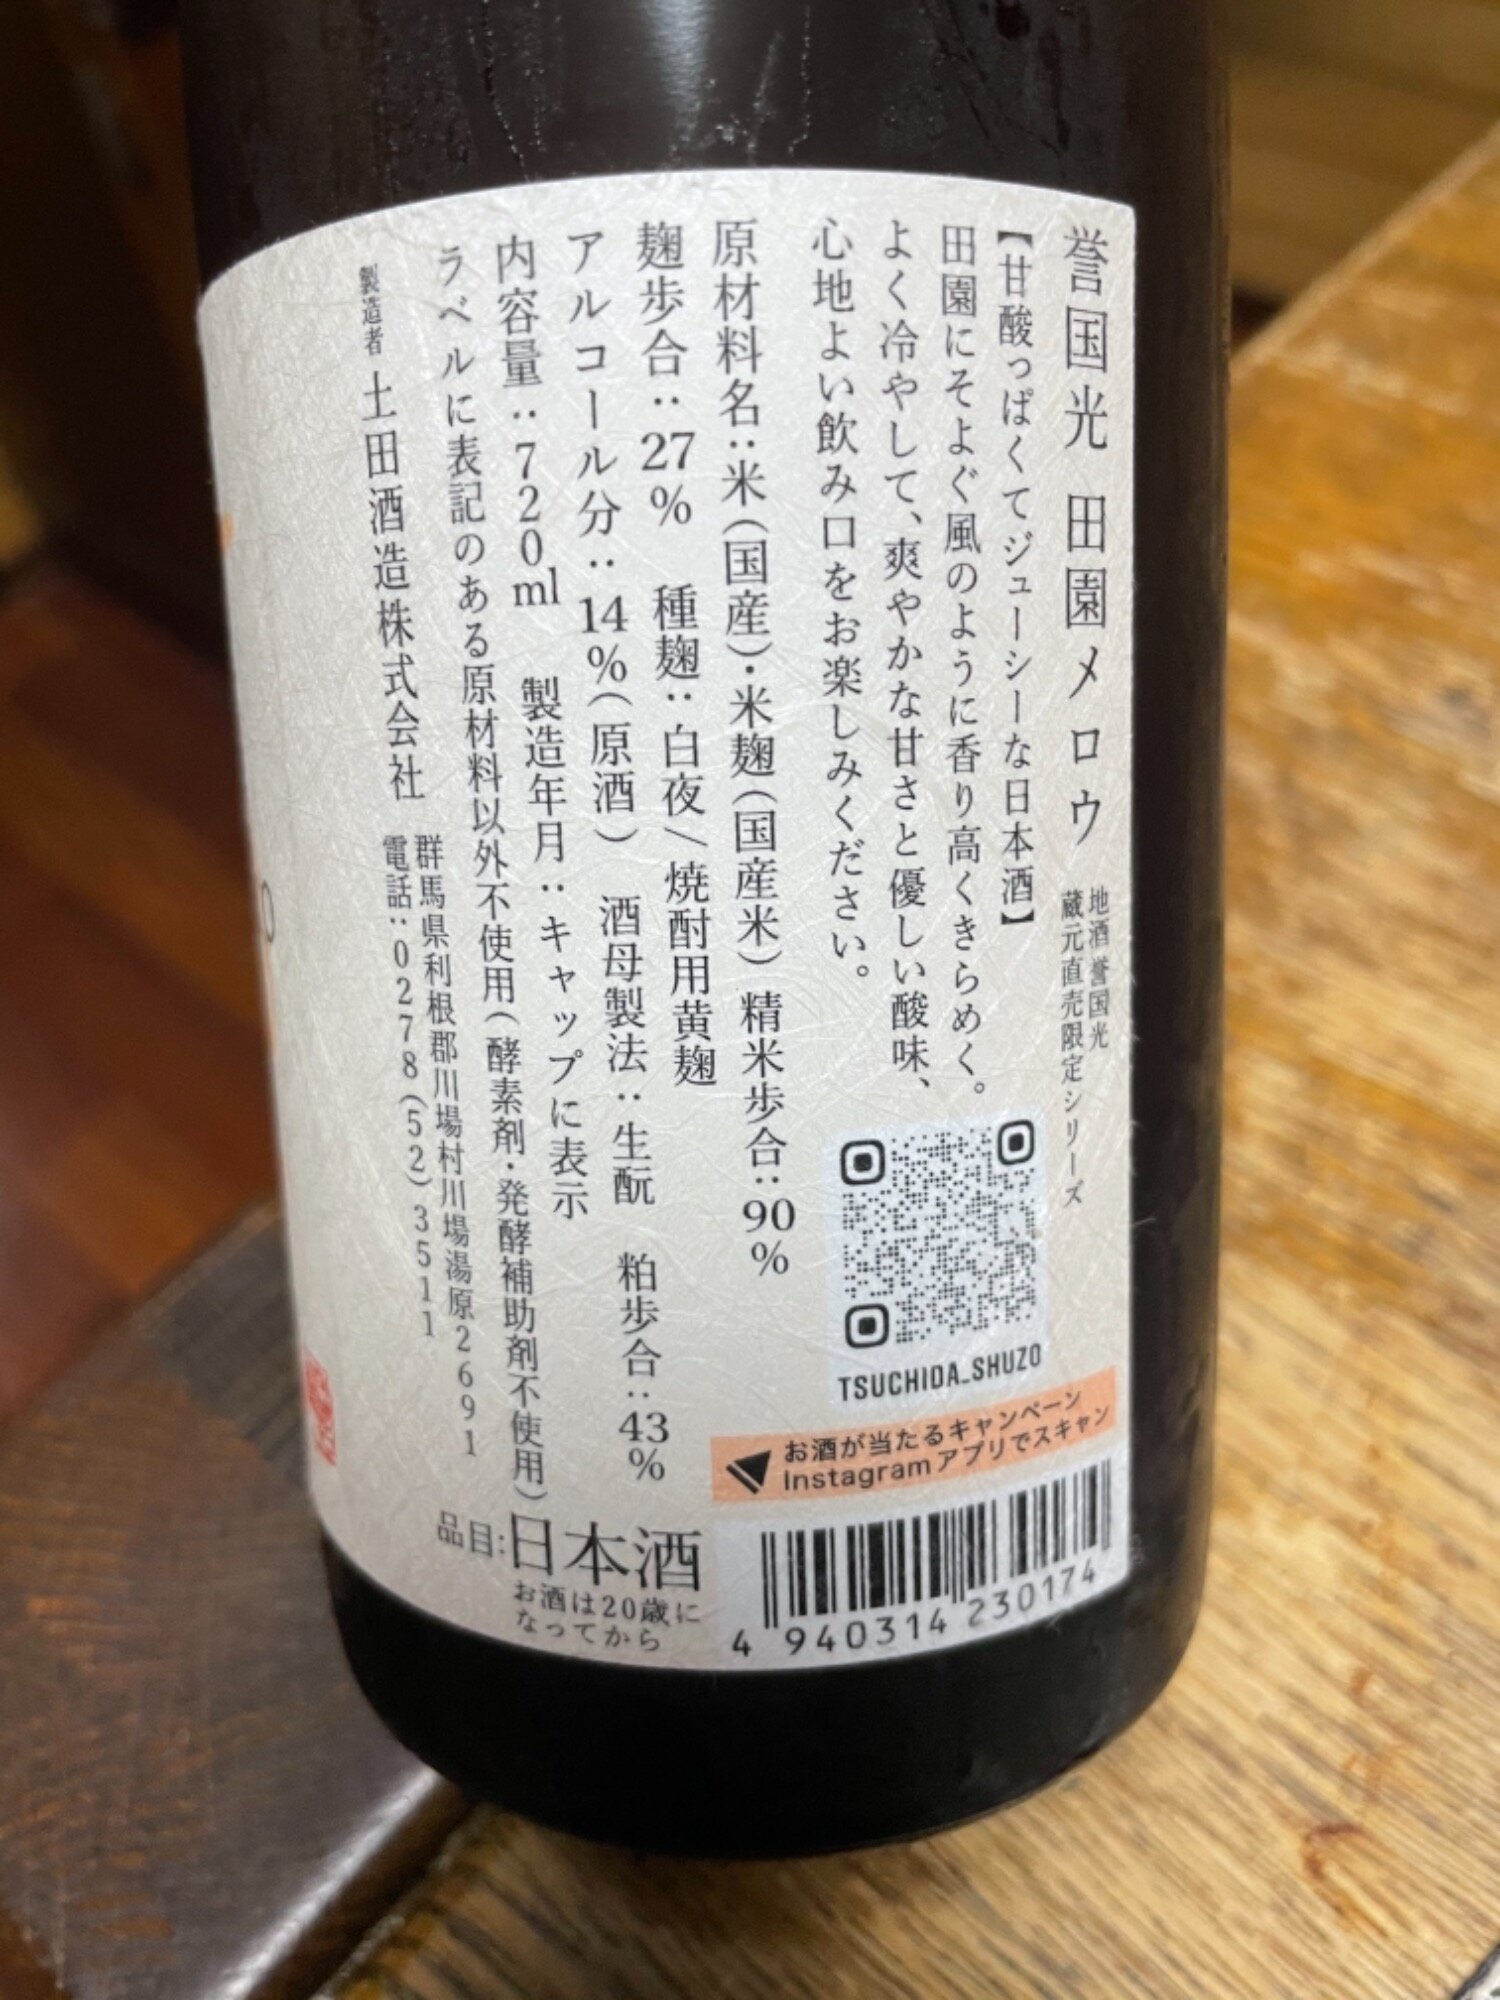 誉国光 田園メロウ
地酒誉国光
蔵元直売限定シリーズ
【甘酸っぱくてジューシーな日本酒】
田園にそよぐ風のように香り高くきらめく。
よく冷やして、爽やかな甘さと優しい酸味、
心地よい飲み口をお楽しみください。
原材料名：米（国産）・米麹（国産米） 精米歩合：90％
麹歩合：27％ 種麹：白夜/焼酎用黄麹
アルコール分：14％（原酒） 酒母製法：生酛 粕歩合：43％
内容量：720ml 製造年月：キャップに表示
ラベルに表記のある原材料以外不使用（酵素剤・発酵補助剤不使用）
製造者 土田酒造株式会社
群馬県利根郡川場村川場湯原2691
電話：0278（52）3511
TSUCHIDA_SHUZO
お酒が当たるキャンペーン
Instagramアプリでスキャン
品目：日本酒
お酒は20歳に
なってから
4 940314 230174